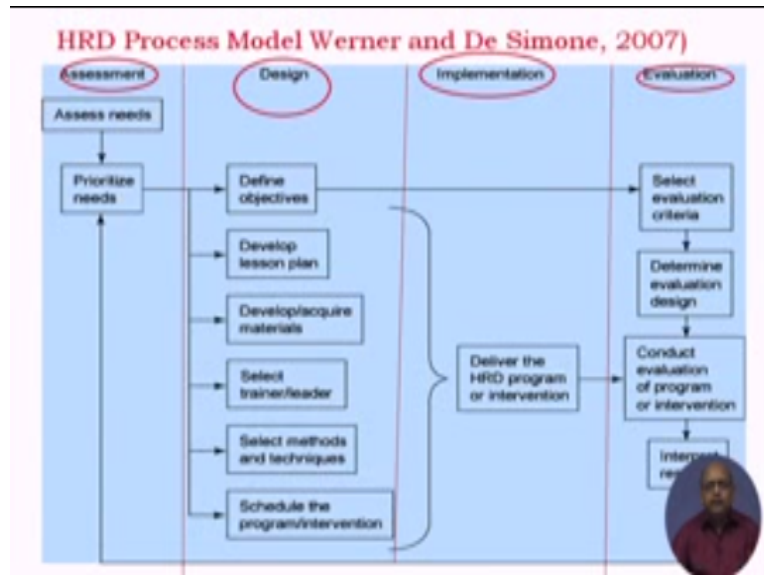 HRD Process Model Werner and De Simone, 2007)
Assessment
Design
Implementation
Evaluation
Assess needs
Prioritize
needs
Define
objectives
Develop
lesson plan
Develop/acquire
materials
Select
trainer/leader
Select methods
and techniques
Schedule the
program/intervention
Deliver the
HRD program
or intervention
Select
evaluation
criteria
Determine
evaluation
design
Conduct
evaluation
of program
or intervention